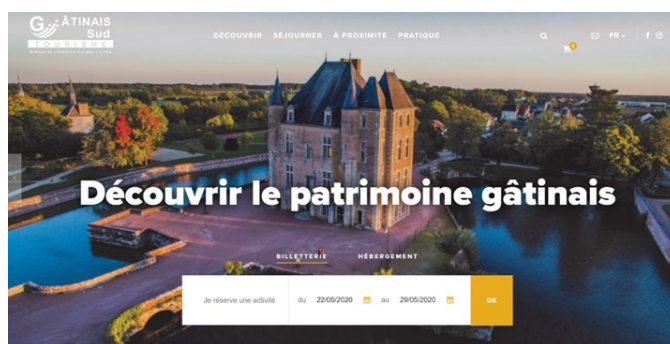 GÂTINAIS
Sud
TOURISME
DÉCOUVRIR SÉJOURNER À PROXIMITÉ PRATIQUE
0
FR
Découvrir le patrimoine gâtinais
BILLETTERIE HÉBERGEMENT
Je réserve une activité du 22/05/2020 au 29/05/2020 OK